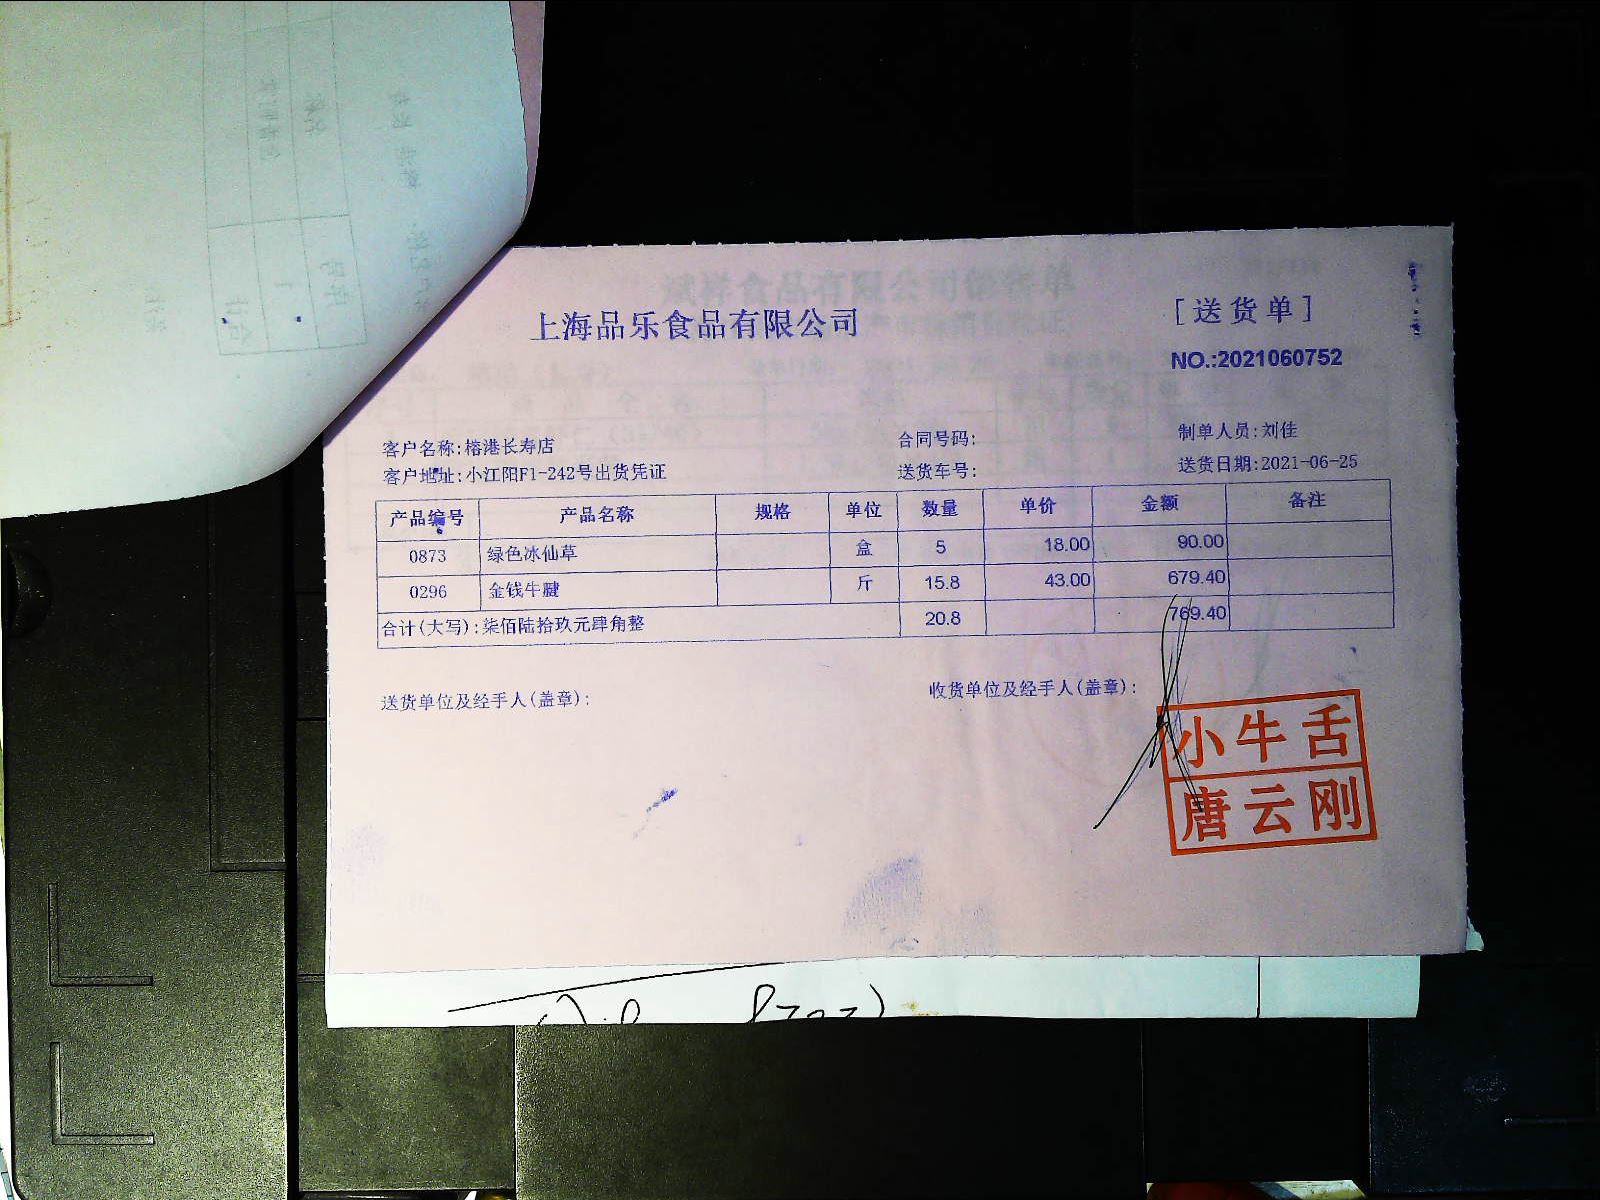 上海品乐食品有限公司
[送货单]
NO.:2021060752
客户名称:榕港长寿店 合同号码: 制单人员:刘佳
客户地址:小江阳F1-242号出货凭证 送货车号: 送货日期:2021-06-25
产品编号 产品名称 规格 单位 数量 单价 金额 备注
0873 绿色冰仙草 盒 5 18.00 90.00
0296 金钱牛腱 斤 15.8 43.00 679.40
合计(大写):柒佰陆拾玖元肆角整 20.8 769.40
送货单位及经手人(盖章): 收货单位及经手人(盖章):
小牛舌
唐云刚